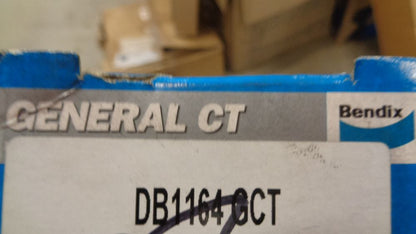 GENERAL CT
Bendix
DB1164 GCT